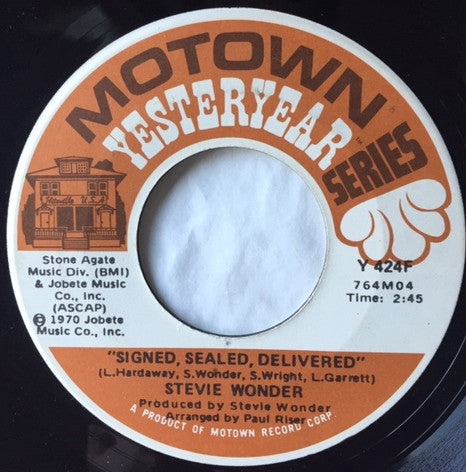 MOTOWN
YESTERYEAR™
SERIES
Hitsville U.S.A.
Stone Agate
Music Div. (BMI)
& Jobete Music
Co., Inc.
(ASCAP)
℗ 1970 Jobete
Music Co., Inc.
Y 424F
764M04
Time: 2:45
"SIGNED, SEALED, DELIVERED"
(L.Hardaway, S.Wonder, S.Wright, L.Garrett)
STEVIE WONDER
Produced by Stevie Wonder
Arranged by Paul Riser
A PRODUCT OF MOTOWN RECORD CORP.